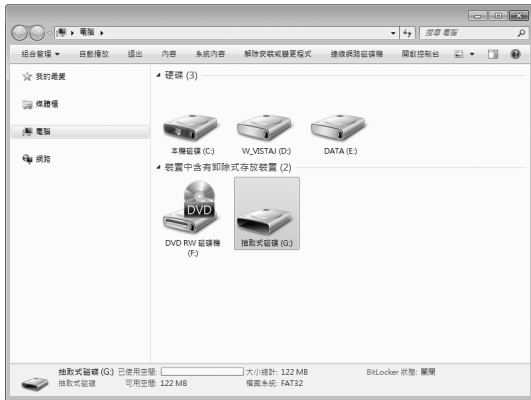 電腦
搜尋 電腦
組合管理 自動播放 退出 內容 系統內容 解除安裝或變更程式 連線網路磁碟機 開啟控制台
我的最愛
媒體櫃
電腦
網路
硬碟 (3)
本機磁碟 (C:) W_VISTAJ (D:) DATA (E:)
裝置中含有卸除式存放裝置 (2)
DVD
DVD RW 磁碟機 (F:) 抽取式磁碟 (G:)
抽取式磁碟 (G:) 已使用空間: 大小總計: 122 MB BitLocker 狀態: 關閉
抽取式磁碟 可用空間: 122 MB 檔案系統: FAT32